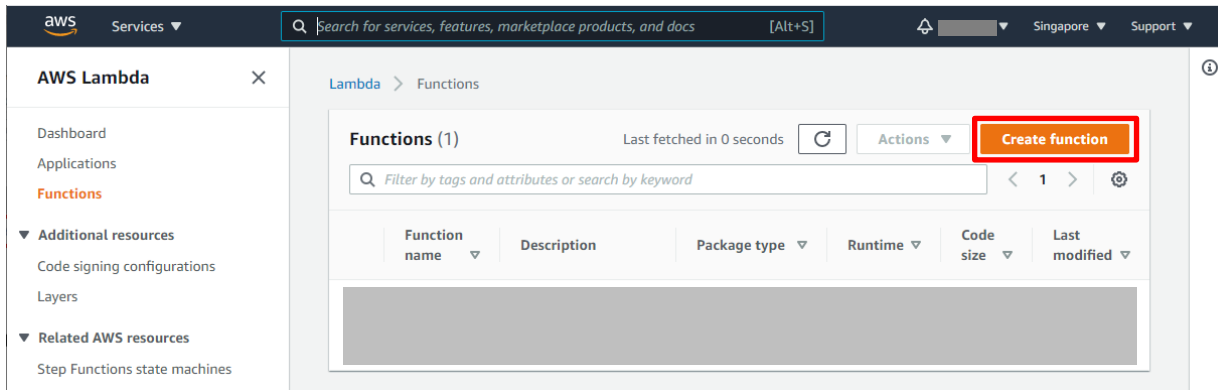 aws Services ▼ Search for services, features, marketplace products, and docs [Alt+S] Singapore ▼ Support ▼
AWS Lambda
Dashboard
Applications
Functions
▼ Additional resources
Code signing configurations
Layers
▼ Related AWS resources
Step Functions state machines
Lambda > Functions
Functions (1) Last fetched in 0 seconds Actions ▼ Create function
Filter by tags and attributes or search by keyword < 1 >
Function name Description Package type Runtime Code size Last modified